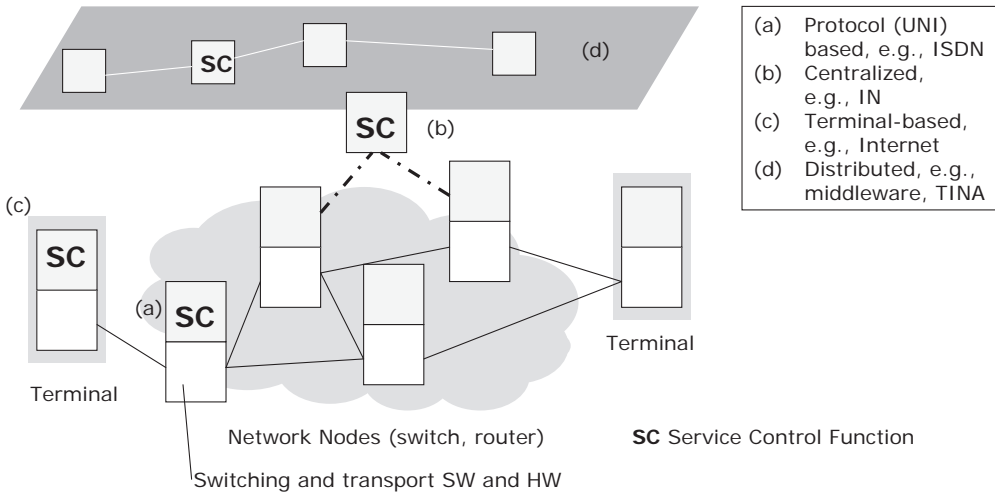 SC
(d)
SC
(b)
(a) Protocol (UNI)
based, e.g., ISDN
(b) Centralized,
e.g., IN
(c) Terminal-based,
e.g., Internet
(d) Distributed, e.g.,
middleware, TINA
(c)
SC
(a)
SC
Terminal
Terminal
Network Nodes (switch, router)
SC Service Control Function
Switching and transport SW and HW